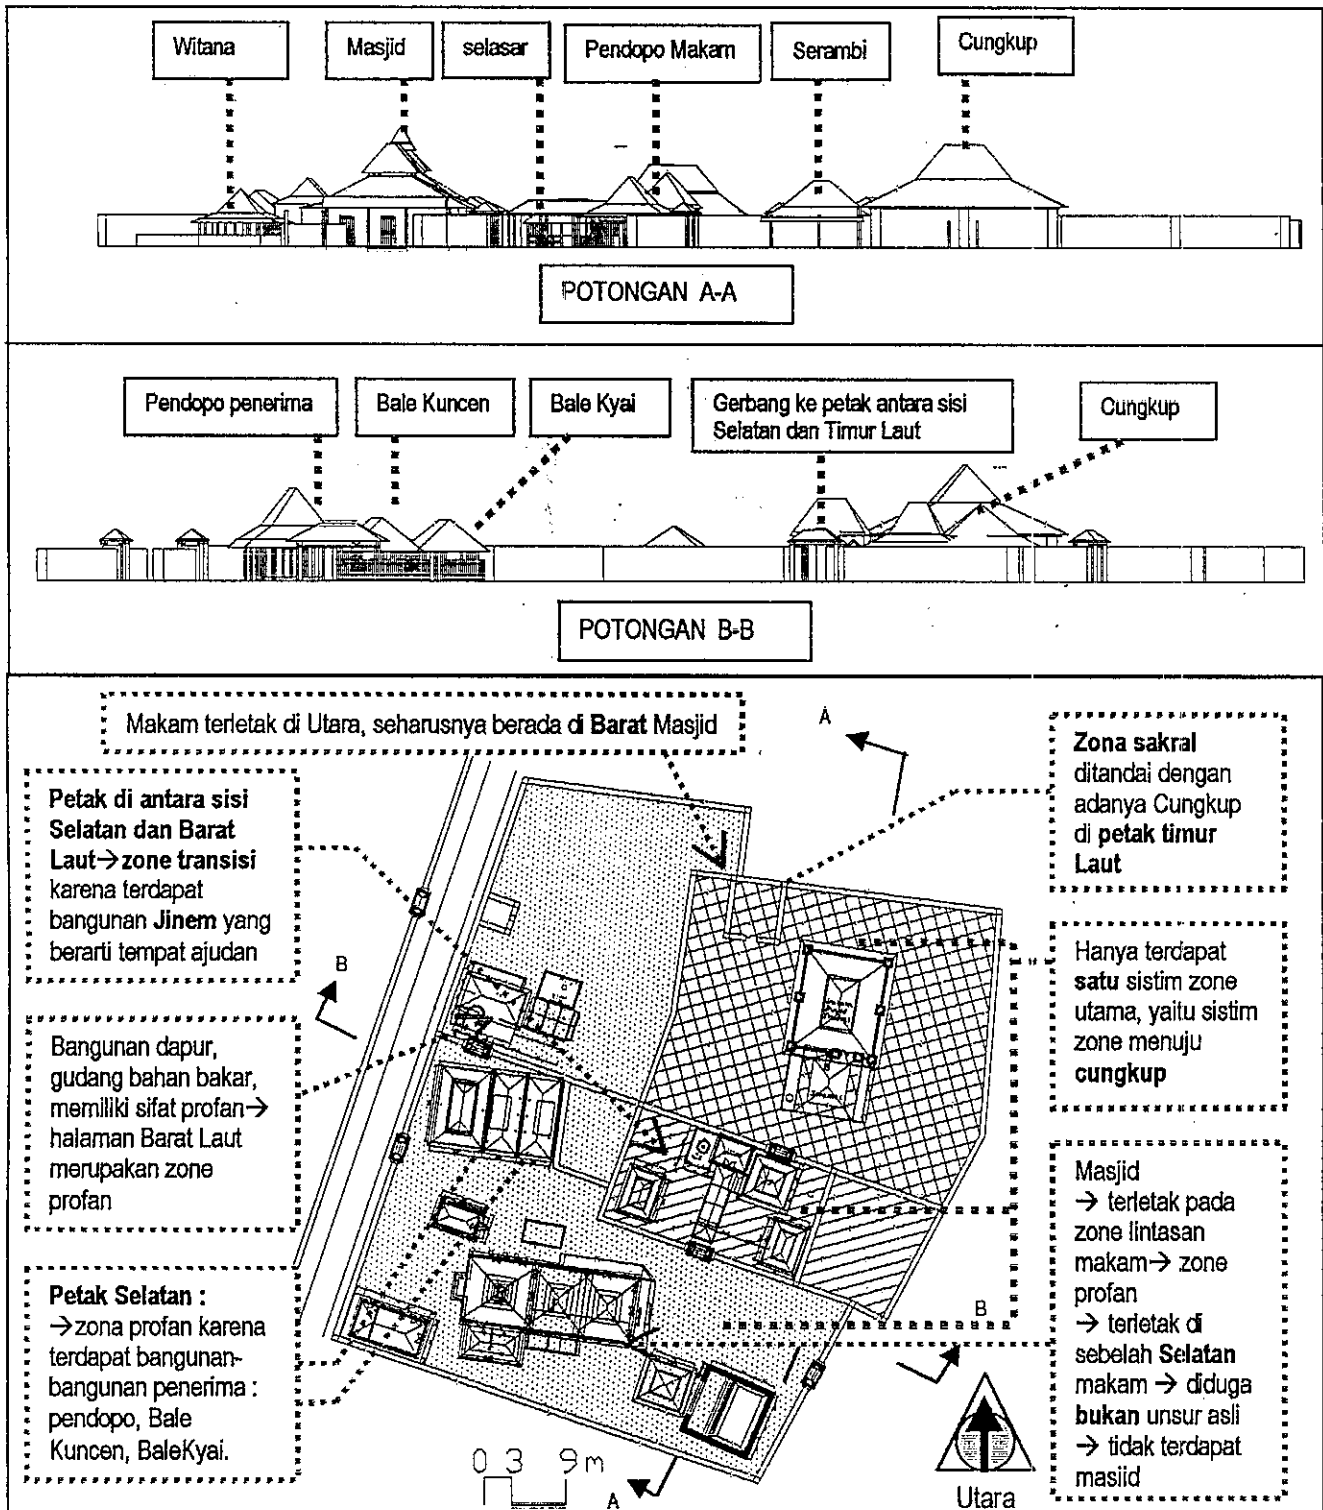 Witana
Masjid
selasar
Pendopo Makam
Serambi
Cungkup
POTONGAN A-A
Pendopo penerima
Bale Kuncen
Bale Kyai
Gerbang ke petak antara sisi
Selatan dan Timur Laut
Cungkup
POTONGAN B-B
Makam terletak di Utara, seharusnya berada di Barat Masjid
Petak di antara sisi
Selatan dan Barat
Laut→zone transisi
karena terdapat
bangunan Jinem yang
berarti tempat ajudan
Bangunan dapur,
gudang bahan bakar,
memiliki sifat profan→
halaman Barat Laut
merupakan zone
profan
Petak Selatan :
→zona profan karena
terdapat bangunan-
bangunan penerima :
pendopo, Bale
Kuncen, BaleKyai.
A
B
B
A
0 3 9 m
Zona sakral
ditandai dengan
adanya Cungkup
di petak timur
Laut
Hanya terdapat
satu sistim zone
utama, yaitu sistim
zone menuju
cungkup
Masjid
→ terletak pada
zone lintasan
makam→ zone
profan
→ terletak di
sebelah Selatan
makam → diduga
bukan unsur asli
→ tidak terdapat
masjid
Utara